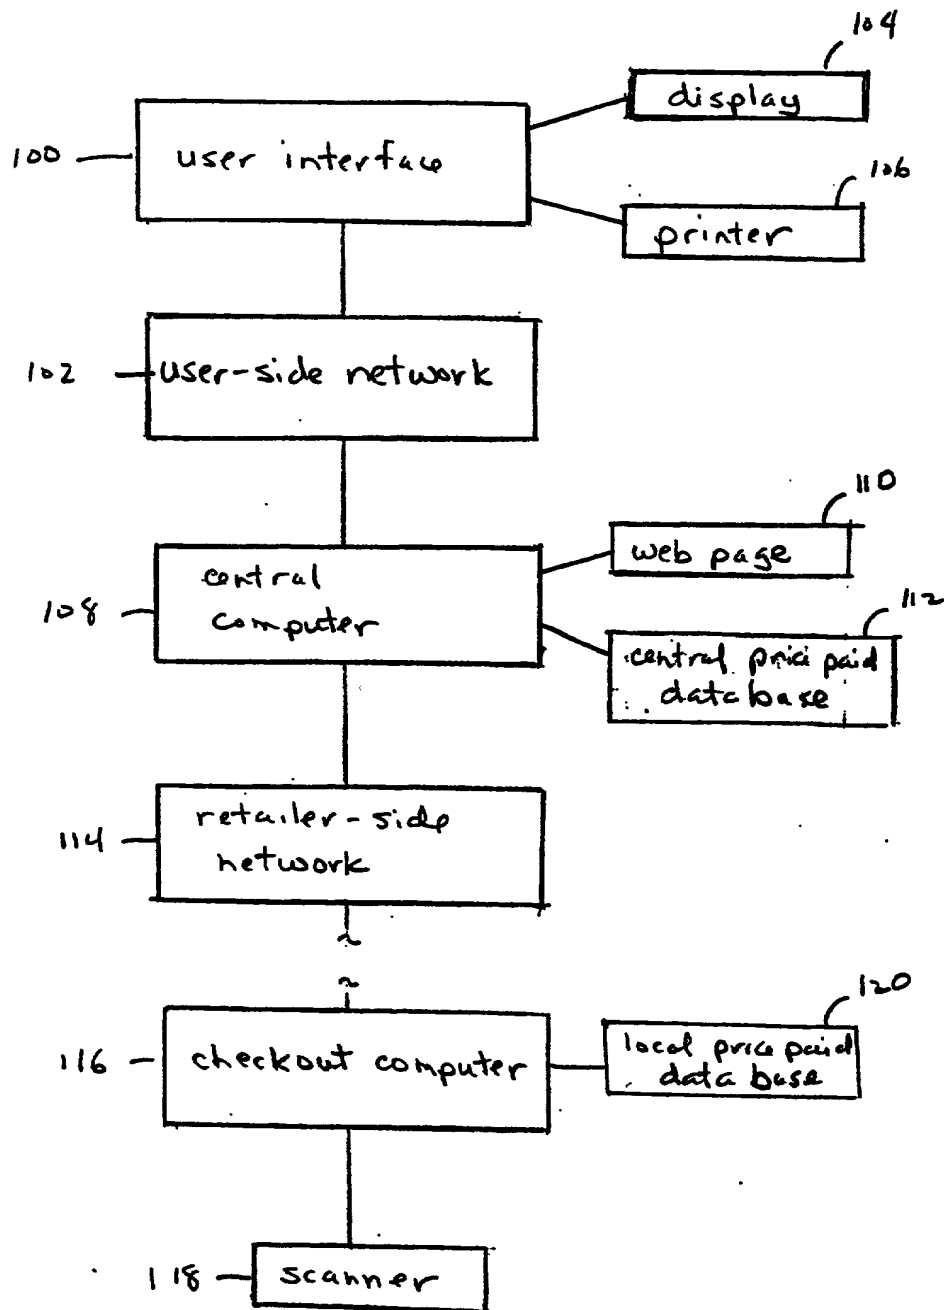 104
display
100
user interface
106
printer
102
user-side network
110
web page
108
central
computer
112
central price paid
database
114
retailer-side
network
120
116
checkout computer
local price paid
data base
118
scanner